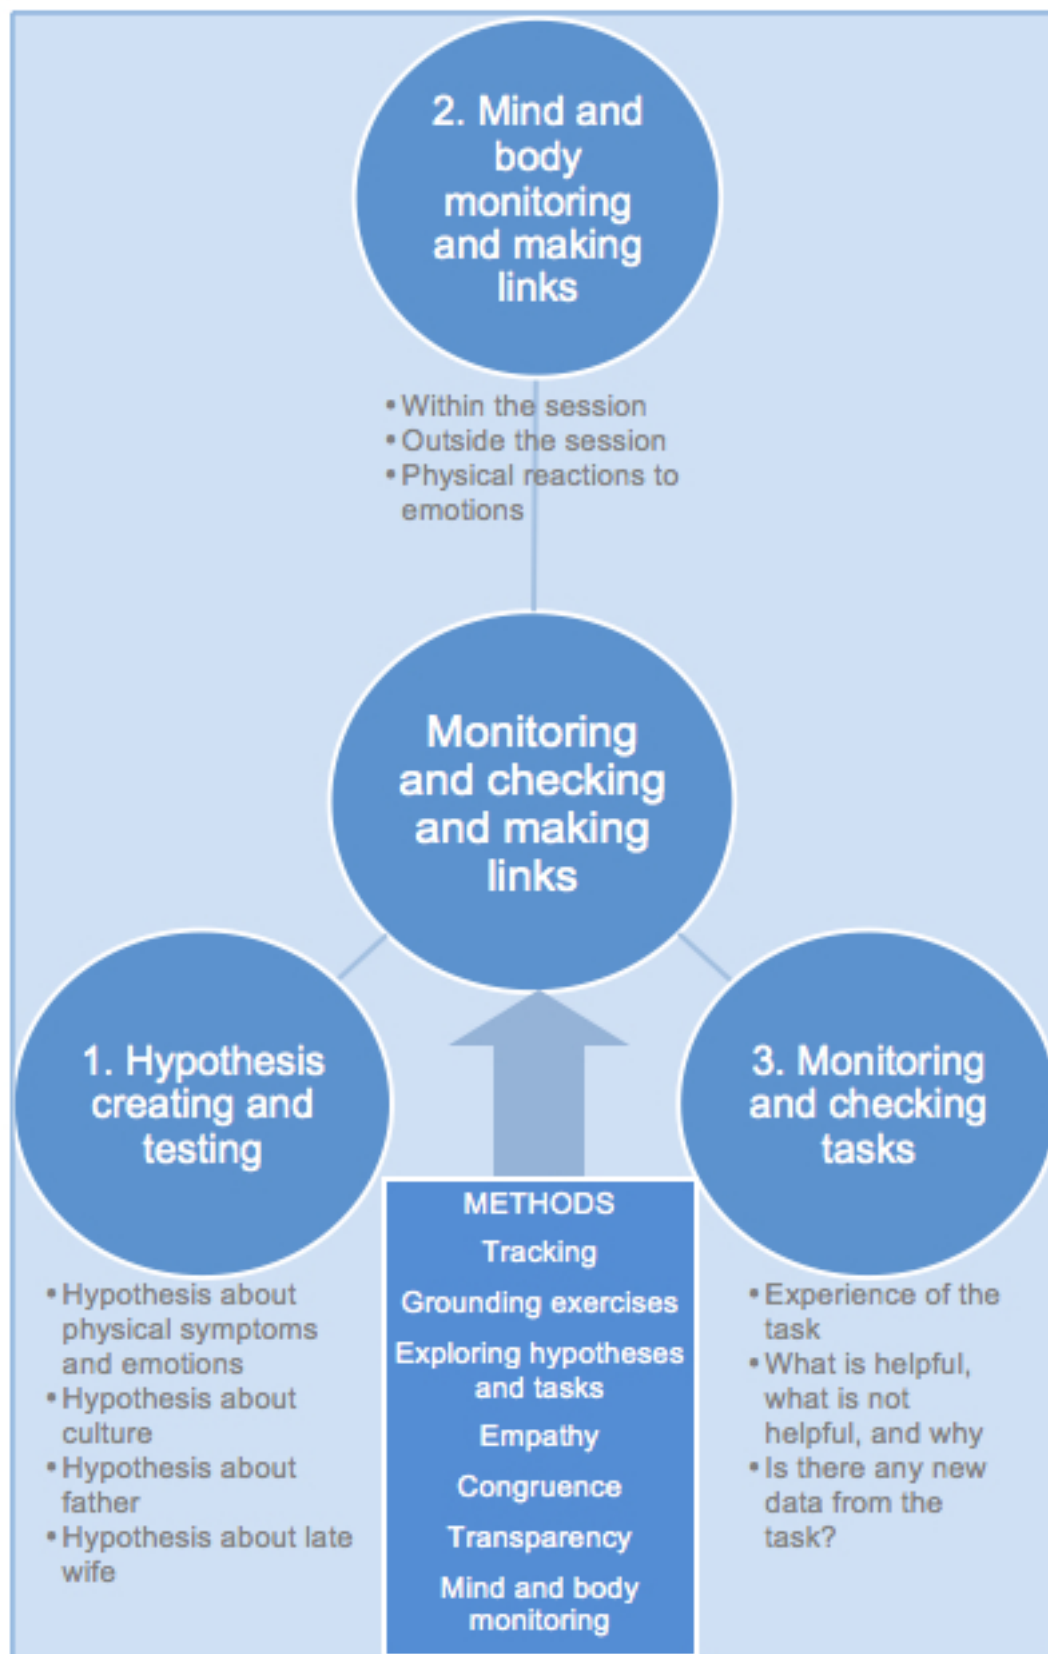 2. Mind and
body
monitoring
and making
links
• Within the session
• Outside the session
• Physical reactions to
emotions
Monitoring
and checking
and making
links
1. Hypothesis
creating and
testing
• Hypothesis about
physical symptoms
and emotions
• Hypothesis about
culture
• Hypothesis about
father
• Hypothesis about late
wife
METHODS
Tracking
Grounding exercises
Exploring hypotheses
and tasks
Empathy
Congruence
Transparency
Mind and body
monitoring
3. Monitoring
and checking
tasks
• Experience of the
task
• What is helpful,
what is not
helpful, and why
• Is there any new
data from the
task?